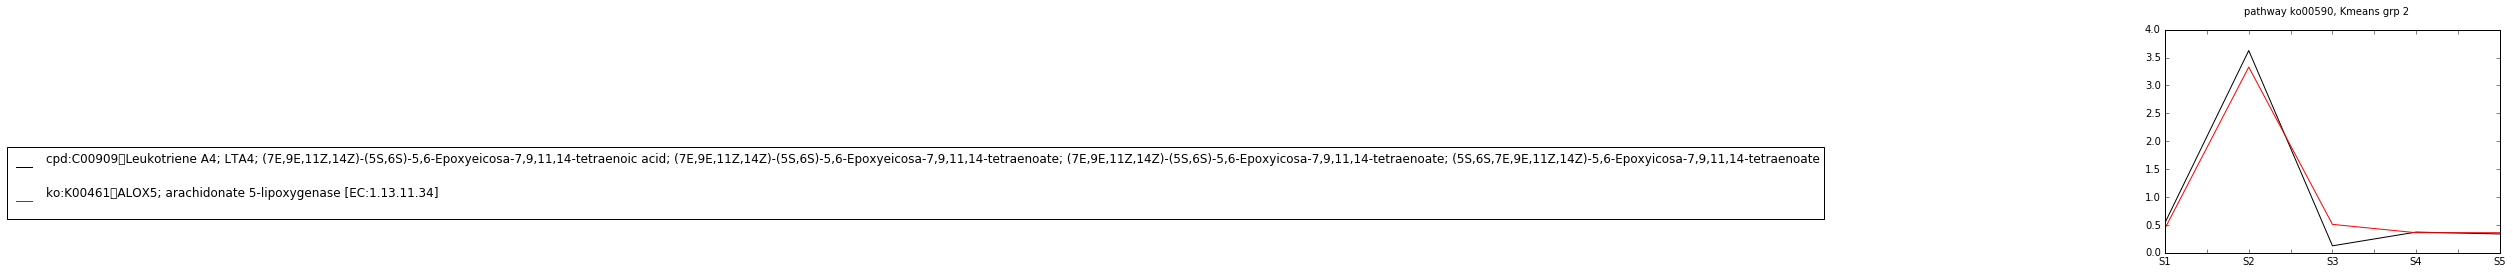 pathway ko00590, Kmeans grp 2
4.0
3.5
3.0
2.5
2.0
1.5
1.0
0.5
0.0
S1 S2 S3 S4 S5
cpd:C00909▯Leukotriene A4; LTA4; (7E,9E,11Z,14Z)-(5S,6S)-5,6-Epoxyeicosa-7,9,11,14-tetraenoic acid; (7E,9E,11Z,14Z)-(5S,6S)-5,6-Epoxyeicosa-7,9,11,14-tetraenoate; (7E,9E,11Z,14Z)-(5S,6S)-5,6-Epoxyicosa-7,9,11,14-tetraenoate; (5S,6S,7E,9E,11Z,14Z)-5,6-Epoxyicosa-7,9,11,14-tetraenoate
ko:K00461▯ALOX5; arachidonate 5-lipoxygenase [EC:1.13.11.34]